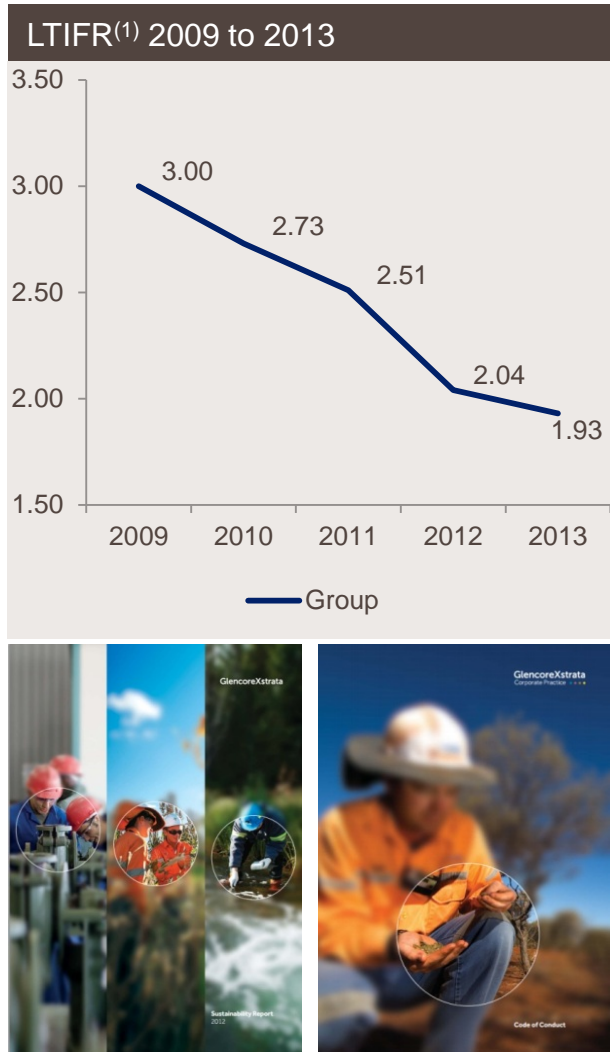 LTIFR(1) 2009 to 2013
3.50
3.00
2.50
2.00
1.50
3.00
2.73
2.51
2.04
1.93
2009 2010 2011 2012 2013
Group
GlencoreXstrata
Sustainability Report
2012
GlencoreXstrata
Corporate Practice
Code of Conduct